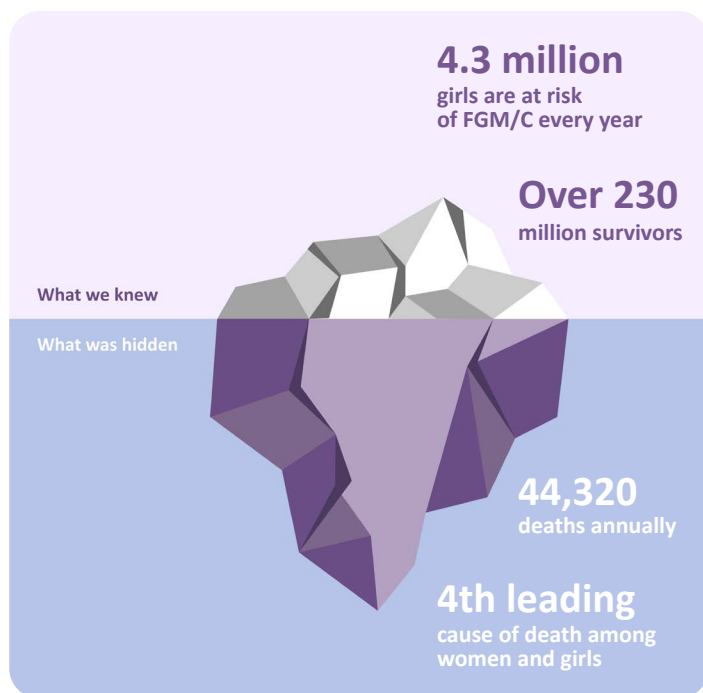 4.3 million
girls are at risk
of FGM/C every year
Over 230
million survivors
What we knew
What was hidden
44,320
deaths annually
4th leading
cause of death among
women and girls